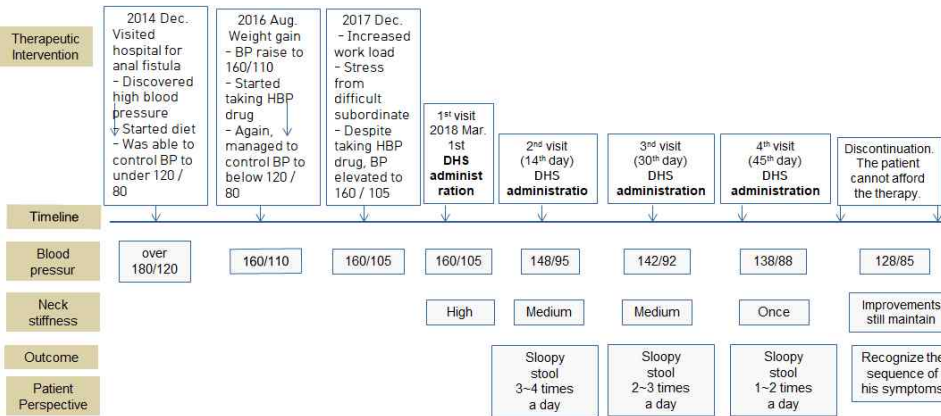 Therapeutic
Intervention
2014 Dec.
Visited
hospital for
anal fistula
- Discovered
high blood
pressure
- Started diet
- Was able to
control BP to
under 120 /
80
2016 Aug.
Weight gain
- BP raise to
160/110
- Started
taking HBP
drug
- Again,
managed to
control BP to
below 120 /
80
2017 Dec.
- Increased
work load
- Stress
from
difficult
subordinate
- Despite
taking HBP
drug, BP
elevated to
160 / 105
1st visit
2018 Mar.
1st
DHS
administ
ration
2nd visit
(14th day)
DHS
administratio
3rd visit
(30th day)
DHS
administration
4th visit
(45th day)
DHS
administration
Discontinuation.
The patient
cannot afford
the therapy.
Timeline
Blood
pressur
over
180/120
160/110
160/105
160/105
148/95
142/92
138/88
128/85
Neck
stiffness
High
Medium
Medium
Once
Improvements
still maintain
Outcome
Patient
Perspective
Sloopy
stool
3~4 times
a day
Sloopy
stool
2~3 times
a day
Sloopy
stool
1~2 times
a day
Recognize the
sequence of
his symptoms